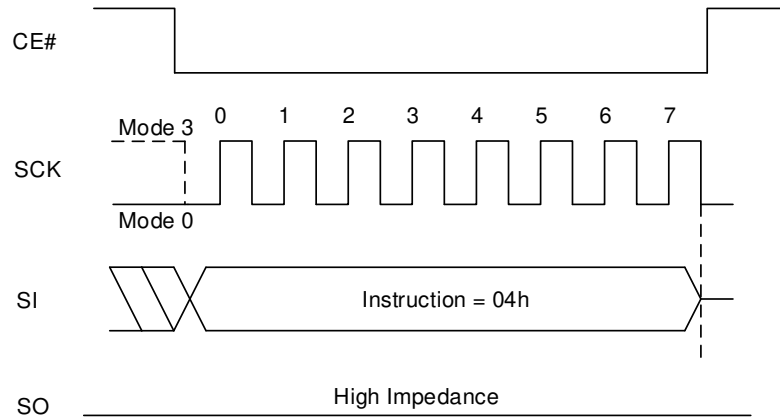 CE#
0 1 2 3 4 5 6 7
Mode 3
SCK
Mode 0
SI
Instruction = 04h
High Impedance
SO